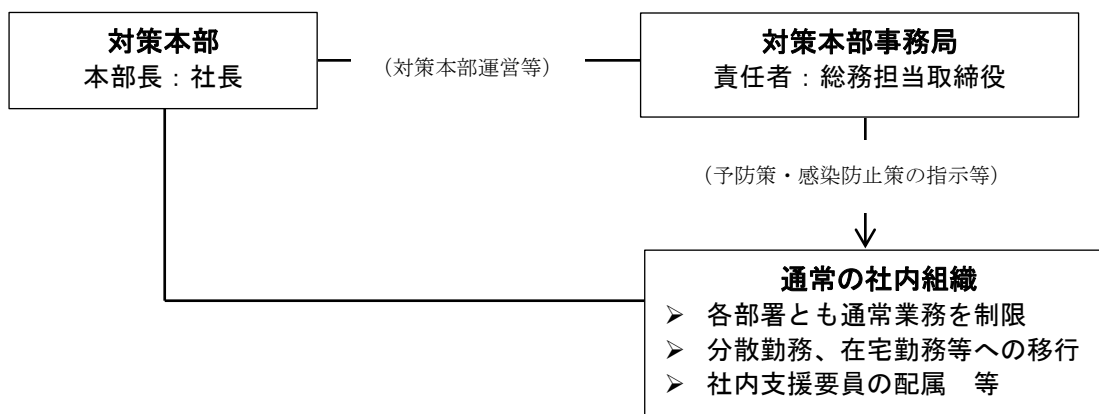 対策本部
本部長：社長
（対策本部運営等）
対策本部事務局
責任者：総務担当取締役
（予防策・感染防止策の指示等）
通常の社内組織
➢ 各部署とも通常業務を制限
➢ 分散勤務、在宅勤務等への移行
➢ 社内支援要員の配属　等